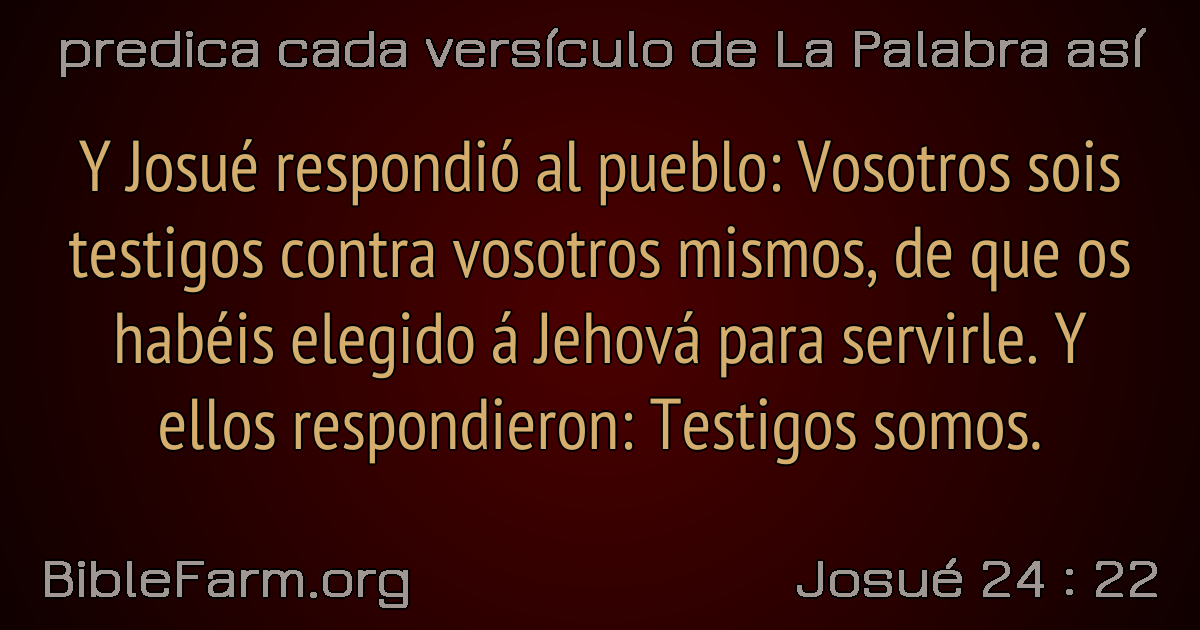 predica cada versículo de La Palabra así
Y Josué respondió al pueblo: Vosotros sois
testigos contra vosotros mismos, de que os
habéis elegido á Jehová para servirle. Y
ellos respondieron: Testigos somos.
BibleFarm.org
Josué 24 : 22